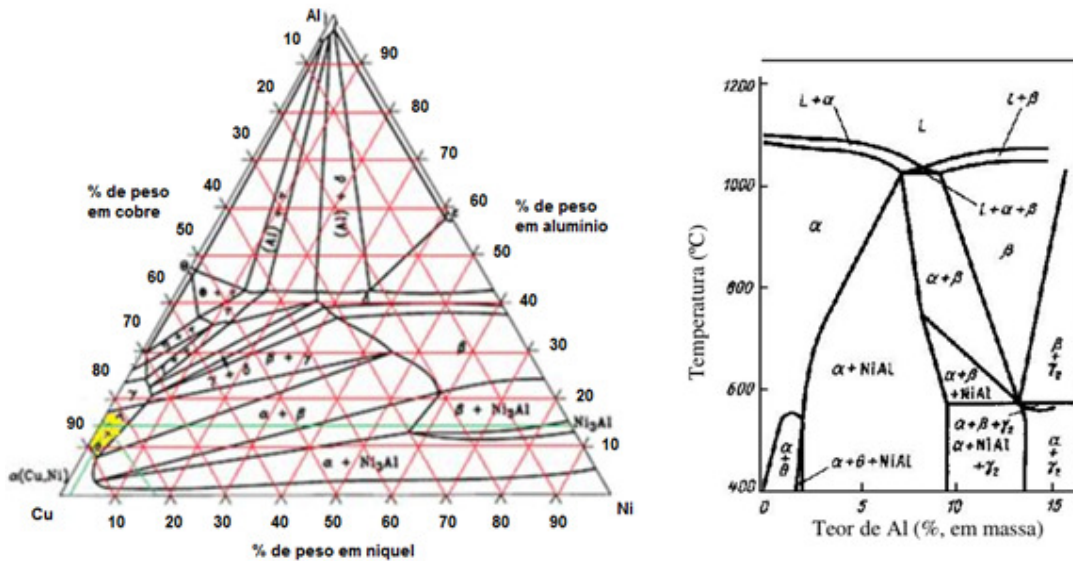 Al
10
90
20
80
30
70
40
% de peso
em cobre
60
% de peso
em alumínio
50
50
(Al) + δ
60
40
70
30
β + γ
β
80
γ + δ
γ
20
α + β
β + Ni₃Al
90
Ni₃Al
10
α + Ni₃Al
α(Cu,Ni)
Cu
Ni
10
20
30
40
50
60
70
80
90
% de peso em níquel
1200
L + α
L
l + β
1000
l + α + β
α
β
α + β
800
Temperatura (ºC)
α + NiAl
β + γ₂
α + β
+ NiAl
600
α + β + γ₂
α + NiAl
+ γ₂
α + γ₂
α + θ
α + θ + NiAl
400
0
5
10
15
Teor de Al (%, em massa)